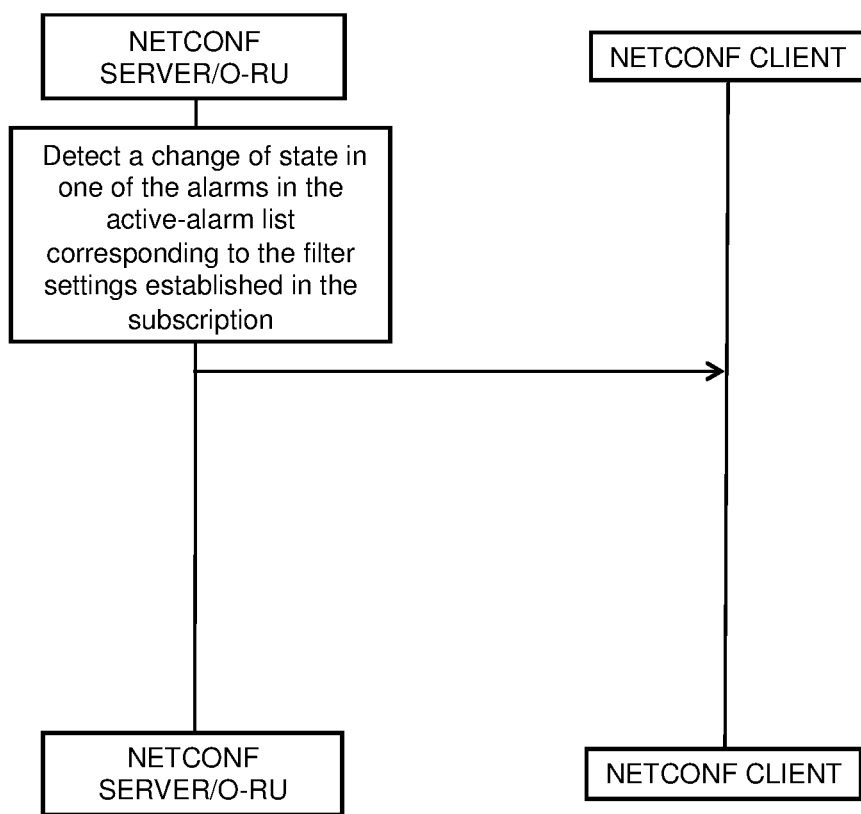 NETCONF
SERVER/O-RU
NETCONF CLIENT
Detect a change of state in
one of the alarms in the
active-alarm list
corresponding to the filter
settings established in the
subscription
NETCONF
SERVER/O-RU
NETCONF CLIENT